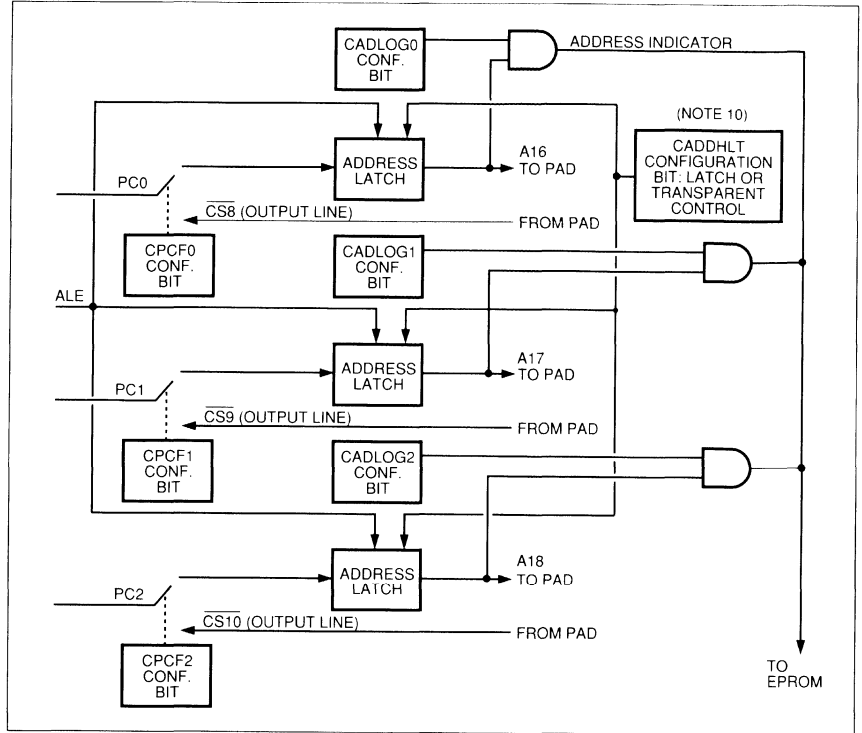 CADLOG0
CONF.
BIT
ADDRESS INDICATOR
(NOTE 10)
CADDHLT
CONFIGURATION
BIT: LATCH OR
TRANSPARENT
CONTROL
ADDRESS
LATCH
A16
TO PAD
PC0
CS8 (OUTPUT LINE)
FROM PAD
CPCF0
CONF.
BIT
CADLOG1
CONF.
BIT
ALE
ADDRESS
LATCH
A17
TO PAD
PC1
CS9 (OUTPUT LINE)
FROM PAD
CPCF1
CONF.
BIT
CADLOG2
CONF.
BIT
ADDRESS
LATCH
A18
TO PAD
PC2
CS10 (OUTPUT LINE)
FROM PAD
CPCF2
CONF.
BIT
TO
EPROM